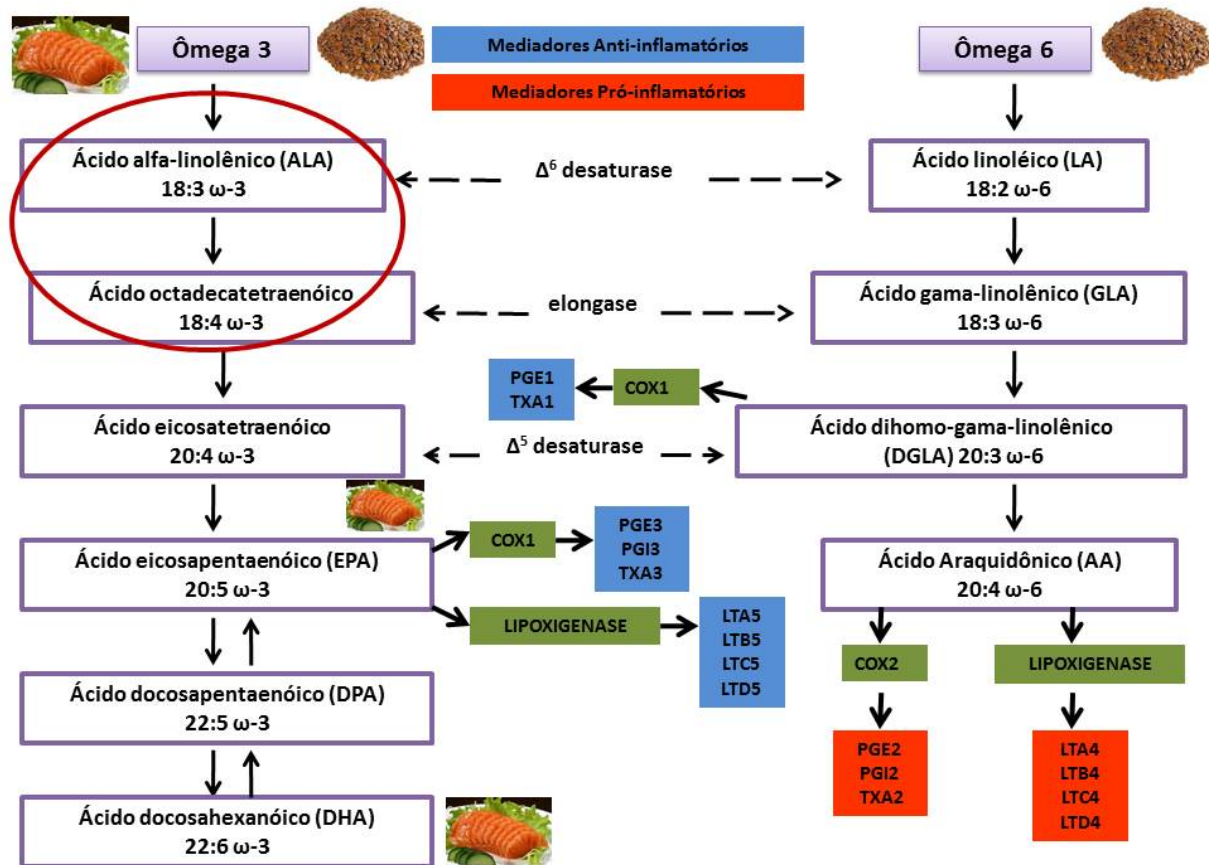 Ômega 3
Mediadores Anti-inflamatórios
Mediadores Pró-inflamatórios
Ômega 6
Ácido alfa-linolênico (ALA)
18:3 ω-3
Δ⁶ desaturase
Ácido linoléico (LA)
18:2 ω-6
Ácido octadecatetraenóico
18:4 ω-3
elongase
Ácido gama-linolênico (GLA)
18:3 ω-6
PGE1
TXA1
COX1
Ácido eicosatetraenóico
20:4 ω-3
Δ⁵ desaturase
Ácido dihomo-gama-linolênico
(DGLA) 20:3 ω-6
Ácido eicosapentaenóico (EPA)
20:5 ω-3
COX1
PGE3
PGI3
TXA3
LIPOXIGENASE
LTA5
LTB5
LTC5
LTD5
Ácido Araquidônico (AA)
20:4 ω-6
COX2
LIPOXIGENASE
PGE2
PGI2
TXA2
LTA4
LTB4
LTC4
LTD4
Ácido docosapentaenóico (DPA)
22:5 ω-3
Ácido docosahexanóico (DHA)
22:6 ω-3